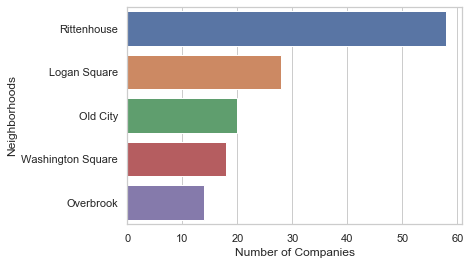 Rittenhouse
Logan Square
Old City
Washington Square
Overbrook
Neighborhoods
0 10 20 30 40 50 60
Number of Companies